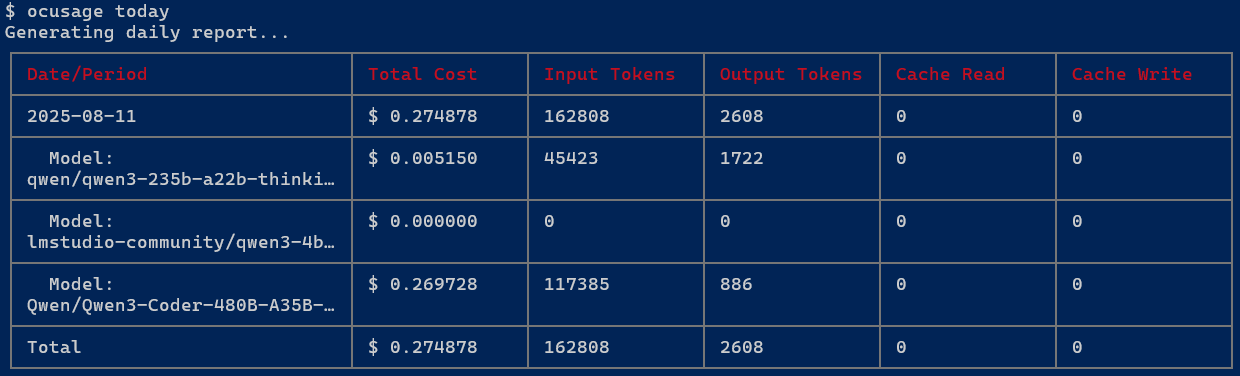 $ ocusage today
Generating daily report...
Date/Period Total Cost Input Tokens Output Tokens Cache Read Cache Write
2025-08-11 $ 0.274878 162808 2608 0 0
Model: $ 0.005150 45423 1722 0 0
qwen/qwen3-235b-a22b-thinki…
Model: $ 0.000000 0 0 0 0
lmstudio-community/qwen3-4b…
Model: $ 0.269728 117385 886 0 0
Qwen/Qwen3-Coder-480B-A35B-…
Total $ 0.274878 162808 2608 0 0